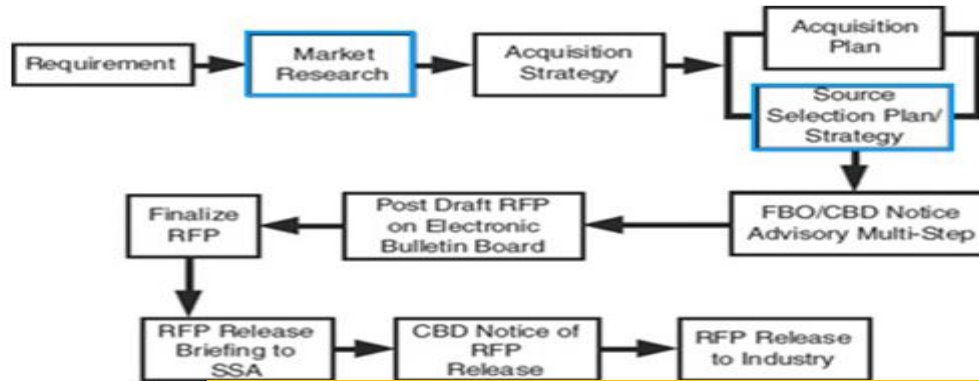 Requirement
Market
Research
Acquisition
Strategy
Acquisition
Plan
Source
Selection Plan/
Strategy
FBO/CBD Notice
Advisory Multi-Step
Post Draft RFP
on Electronic
Bulletin Board
Finalize
RFP
RFP Release
Briefing to
SSA
CBD Notice of
RFP
Release
RFP Release
to Industry